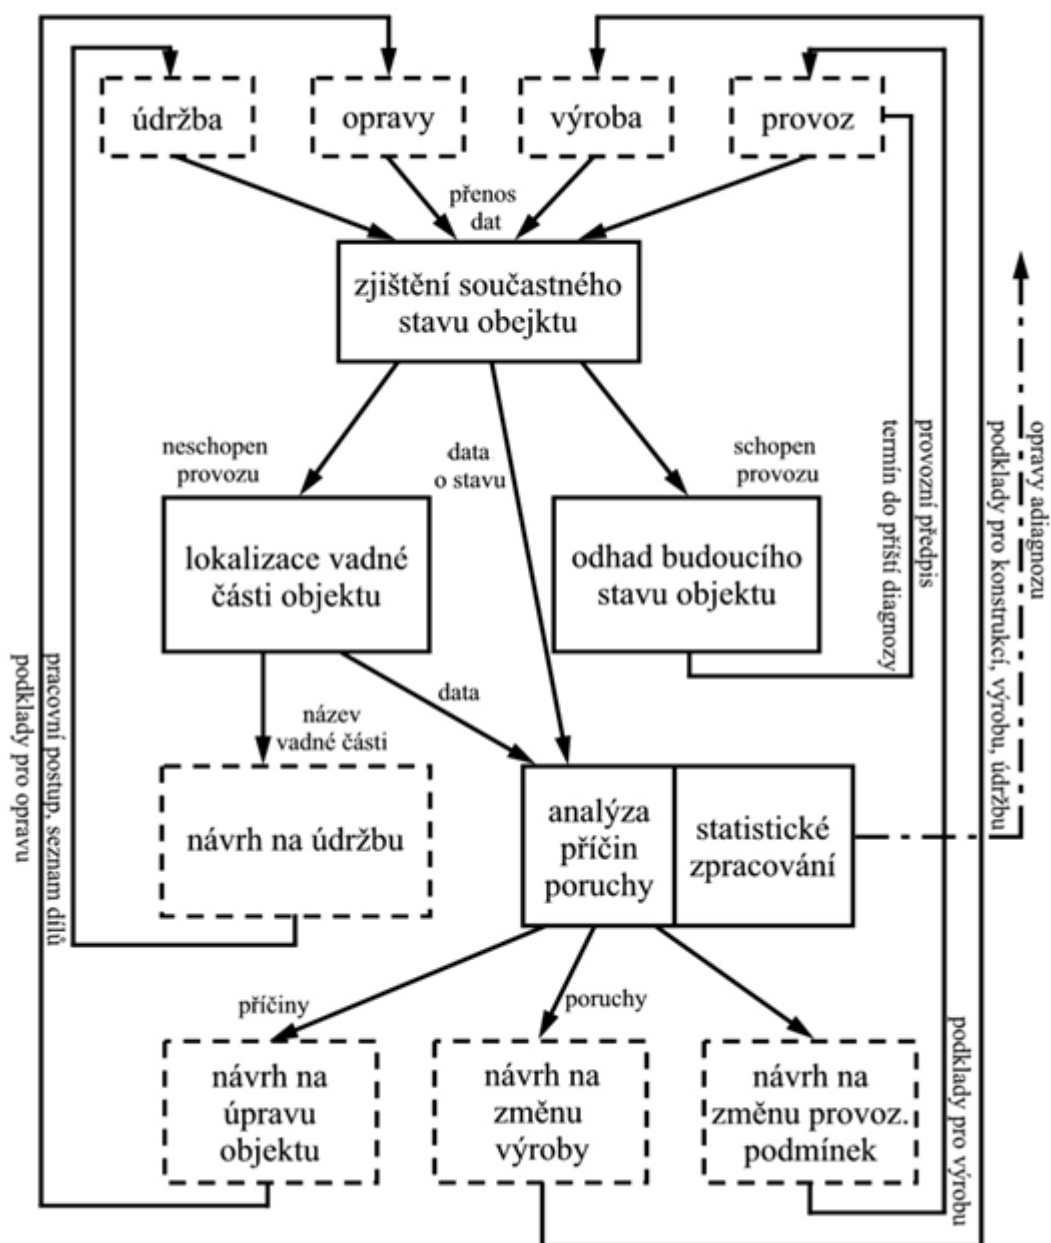 údržba
opravy
výroba
provoz
přenos
dat
zjištění součastného
stavu obejktu
neschopen
provozu
data
o stavu
schopen
provozu
lokalizace vadné
části objektu
odhad budoucího
stavu objektu
provozní předpis
termín do příští diagnozy
opravy adiagnozu
podklady pro konstrukcí, výrobu, údržbu
pracovní postup, seznam dílů
podklady pro opravu
data
název
vadné části
návrh na údržbu
analýza
příčin
poruchy
statistické
zpracování
příčiny
poruchy
návrh na
úpravu
objektu
návrh na
změnu
výroby
návrh na
změnu provoz.
podmínek
podklady pro výrobu